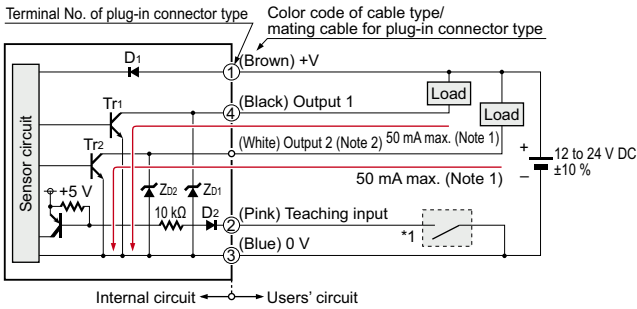 Terminal No. of plug-in connector type
Color code of cable type/
mating cable for plug-in connector type
D1
1
(Brown) +V
Load
Load
Tr1
4
(Black) Output 1
Sensor circuit
Tr2
(White) Output 2 (Note 2)
50 mA max. (Note 1)
+
12 to 24 V DC
±10 %
−
50 mA max. (Note 1)
+5 V
ZD2
ZD1
10 kΩ
D2
2
(Pink) Teaching input
*1
3
(Blue) 0 V
Internal circuit
Users' circuit